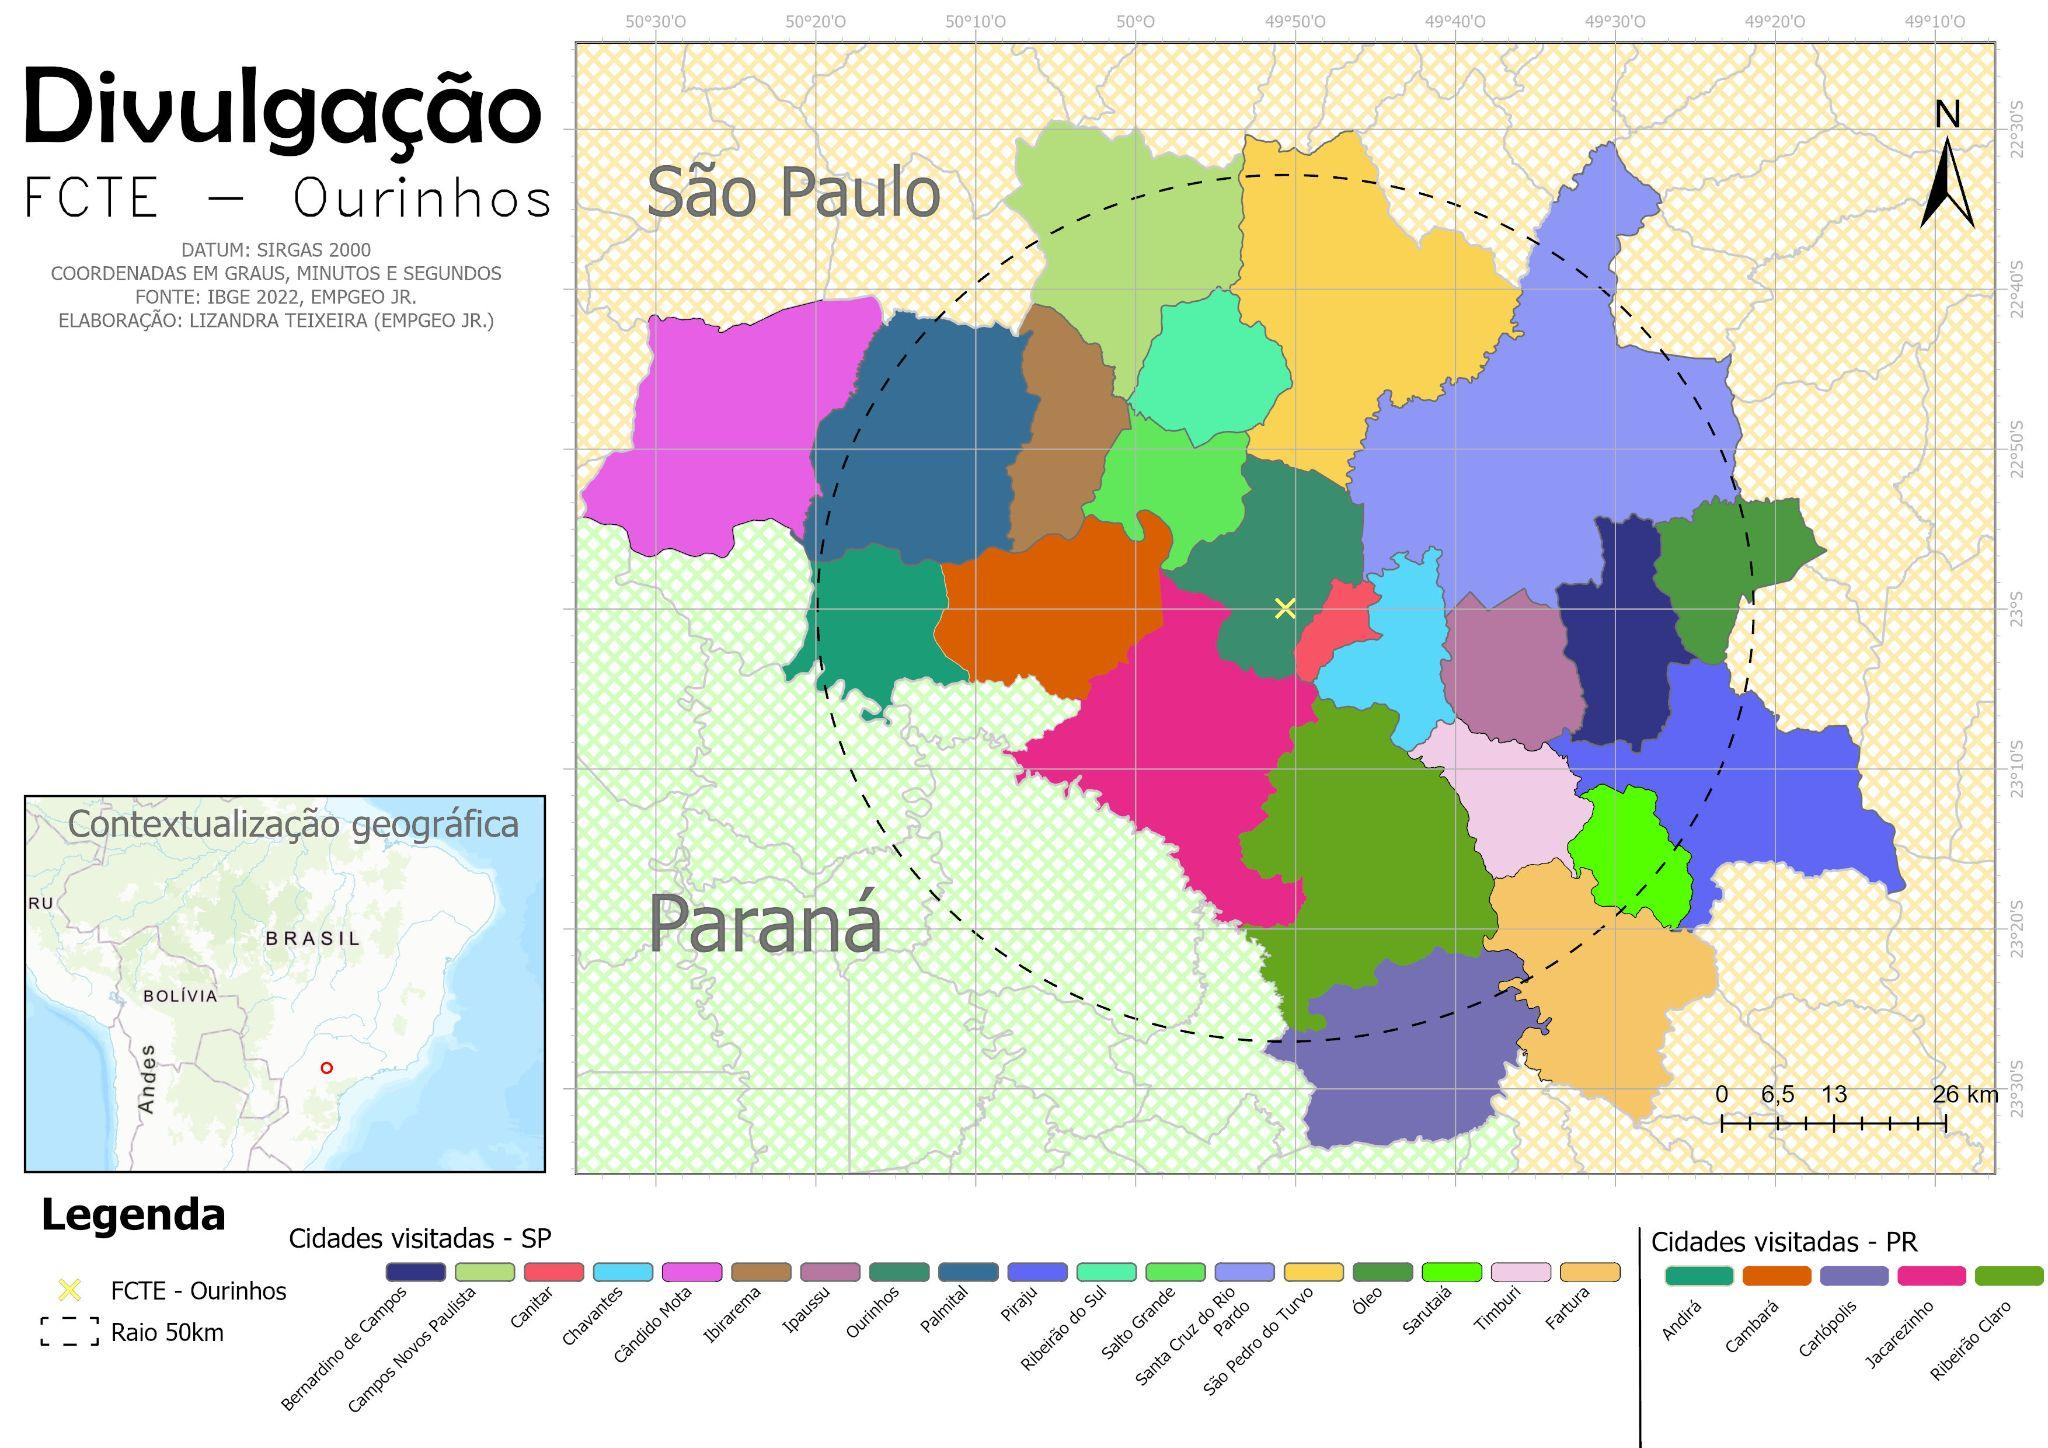 Divulgação
FCTE - Ourinhos
DATUM: SIRGAS 2000
COORDENADAS EM GRAUS, MINUTOS E SEGUNDOS
FONTE: IBGE 2022, EMPGEO JR.
ELABORAÇÃO: LIZANDRA TEIXEIRA (EMPGEO JR.)
50°30'O 50°20'O 50°10'O 50°O 49°50'O 49°40'O 49°30'O 49°20'O 49°10'O
N
São Paulo
Paraná
22°30'S
22°40'S
22°50'S
23°S
23°10'S
23°20'S
23°30'S
0 6,5 13 26 km
Contextualização geográfica
RU
BRASIL
BOLÍVIA
Andes
Legenda
FCTE - Ourinhos
Raio 50km
Cidades visitadas - SP
Bernardino de Campos
Campos Novos Paulista
Canitar
Chavantes
Cândido Mota
Ibirarema
Ipaussu
Ourinhos
Palmital
Piraju
Ribeirão do Sul
Salto Grande
Santa Cruz do Rio
Pardo
São Pedro do Turvo
Óleo
Sarutaiá
Timburi
Fartura
Cidades visitadas - PR
Andirá
Cambará
Carlópolis
Jacarezinho
Ribeirão Claro